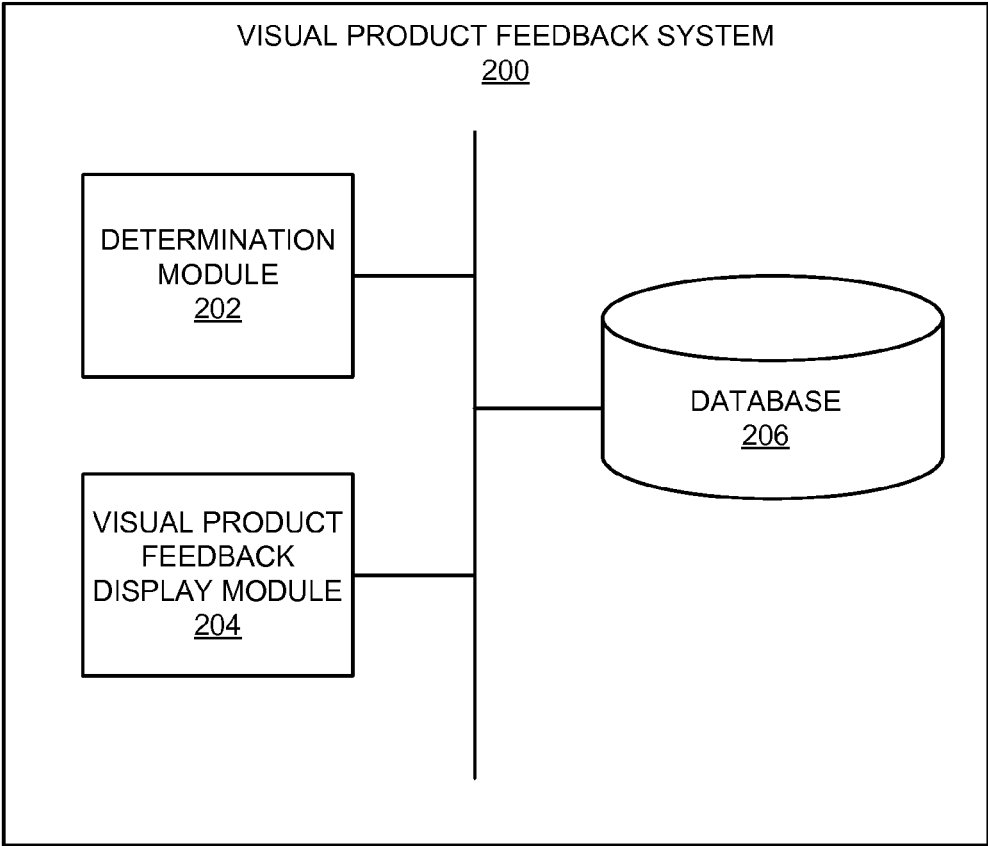 VISUAL PRODUCT FEEDBACK SYSTEM
200
DETERMINATION
MODULE
202
VISUAL PRODUCT
FEEDBACK
DISPLAY MODULE
204
DATABASE
206